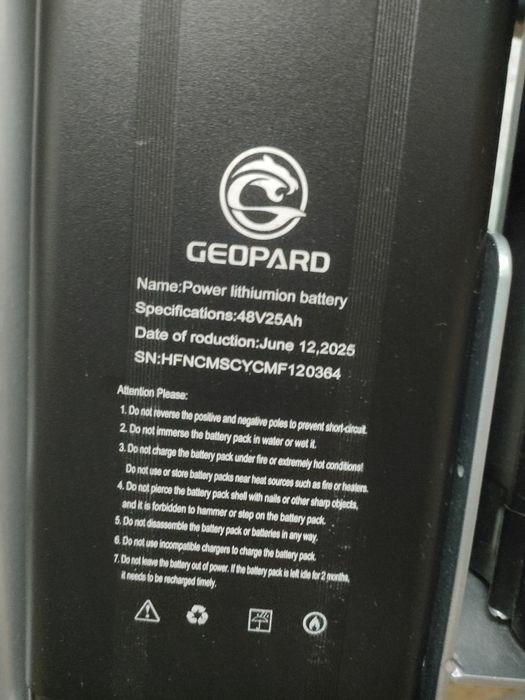 GEOPARD
Name:Power lithiumion battery
Specifications:48V25Ah
Date of roduction:June 12,2025
SN:HFNCMSCYCMF120364
Attention Please:
1. Do not reverse the positive and negative poles to prevent short-circuit.
2. Do not immerse the battery pack in water or wet it.
3. Do not charge the battery pack under fire or extremely hot conditions!
Do not use or store battery packs near heat sources such as fire or heaters.
4. Do not pierce the battery pack shell with nails or other sharp objects,
and it is forbidden to hammer or step on the battery pack.
5. Do not disassemble the battery pack or batteries in any way.
6. Do not use incompatible chargers to charge the battery pack.
7. Do not leave the battery out of power. If the battery pack is left idle for 2 months,
it needs to be recharged timely.